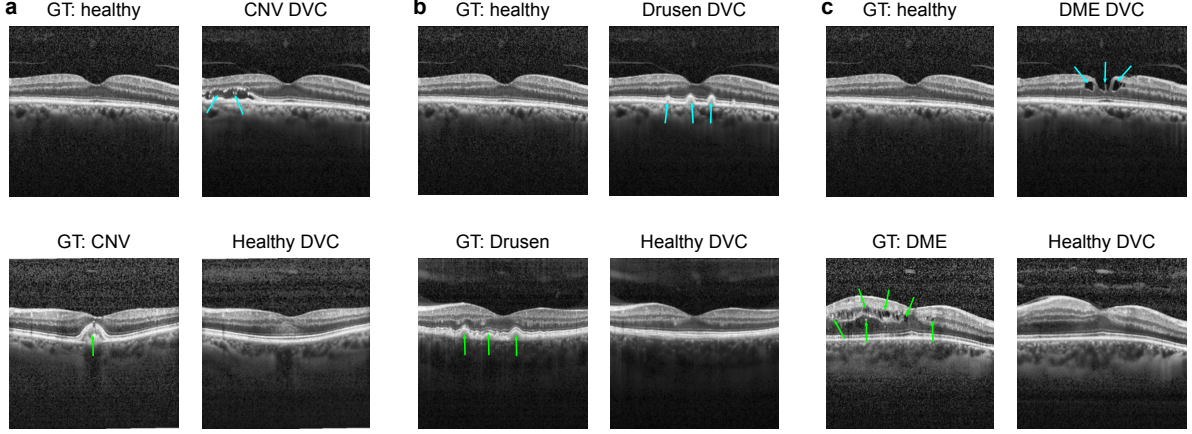 a GT: healthy CNV DVC b GT: healthy Drusen DVC c GT: healthy DME DVC
GT: CNV Healthy DVC GT: Drusen Healthy DVC GT: DME Healthy DVC